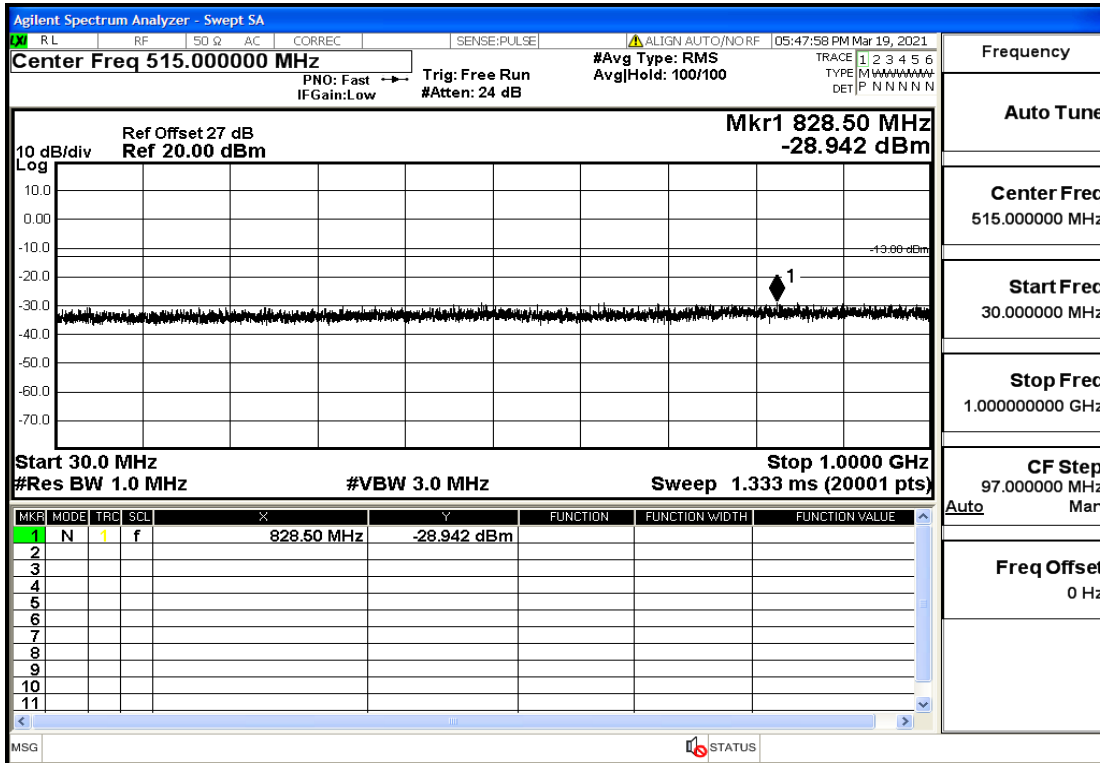 Agilent Spectrum Analyzer - Swept SA
LXI RL RF 50 Ω AC CORREC SENSE:PULSE ALIGN AUTO/NO RF 05:47:58 PM Mar 19, 2021
Center Freq 515.000000 MHz
PNO: Fast
IFGain:Low
Trig: Free Run
#Atten: 24 dB
#Avg Type: RMS
Avg|Hold: 100/100
TRACE 1 2 3 4 5 6
TYPE M W W W W W
DET P N N N N N
Mkr1 828.50 MHz
-28.942 dBm
Ref Offset 27 dB
10 dB/div Ref 20.00 dBm
Log
10.0
0.00
-10.0
-13.00 dBm
-20.0
1
-30.0
-40.0
-50.0
-60.0
-70.0
Start 30.0 MHz Stop 1.0000 GHz
#Res BW 1.0 MHz #VBW 3.0 MHz Sweep 1.333 ms (20001 pts)
MKR MODE TRC SCL X Y FUNCTION FUNCTION WIDTH FUNCTION VALUE
1 N 1 f 828.50 MHz -28.942 dBm
2
3
4
5
6
7
8
9
10
11
MSG STATUS
Frequency
Auto Tune
Center Freq
515.000000 MHz
Start Freq
30.000000 MHz
Stop Freq
1.000000000 GHz
CF Step
97.000000 MHz
Auto Man
Freq Offset
0 Hz